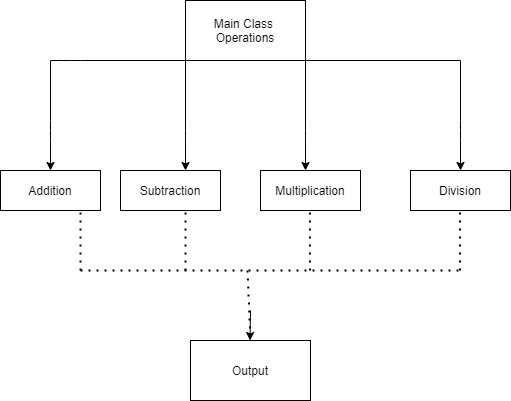 Main Class
Operations
Addition
Subtraction
Multiplication
Division
Output